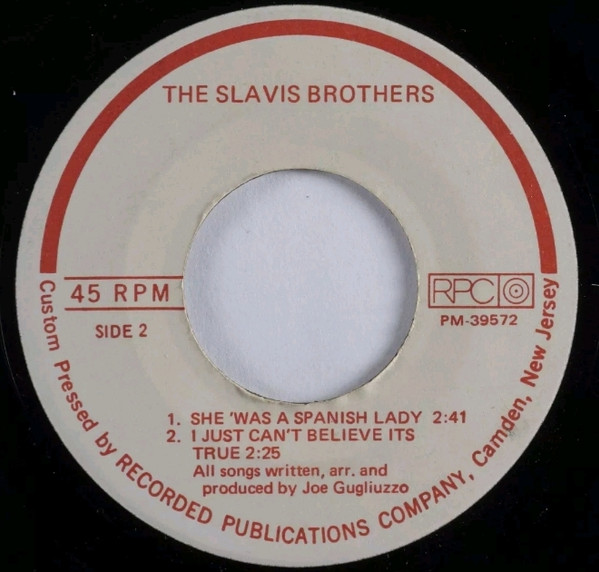 THE SLAVIS BROTHERS
45 RPM
SIDE 2
RPC
PM-39572
1. SHE 'WAS A SPANISH LADY 2:41
2. I JUST CAN'T BELIEVE ITS
TRUE 2:25
All songs written, arr. and
produced by Joe Gugliuzzo
Custom Pressed by RECORDED PUBLICATIONS COMPANY, Camden, New Jersey